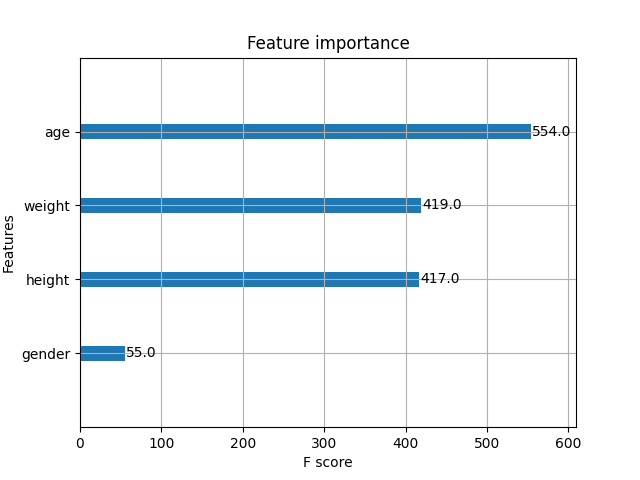 Feature importance
Features
age
554.0
weight
419.0
height
417.0
gender
55.0
0 100 200 300 400 500 600
F score